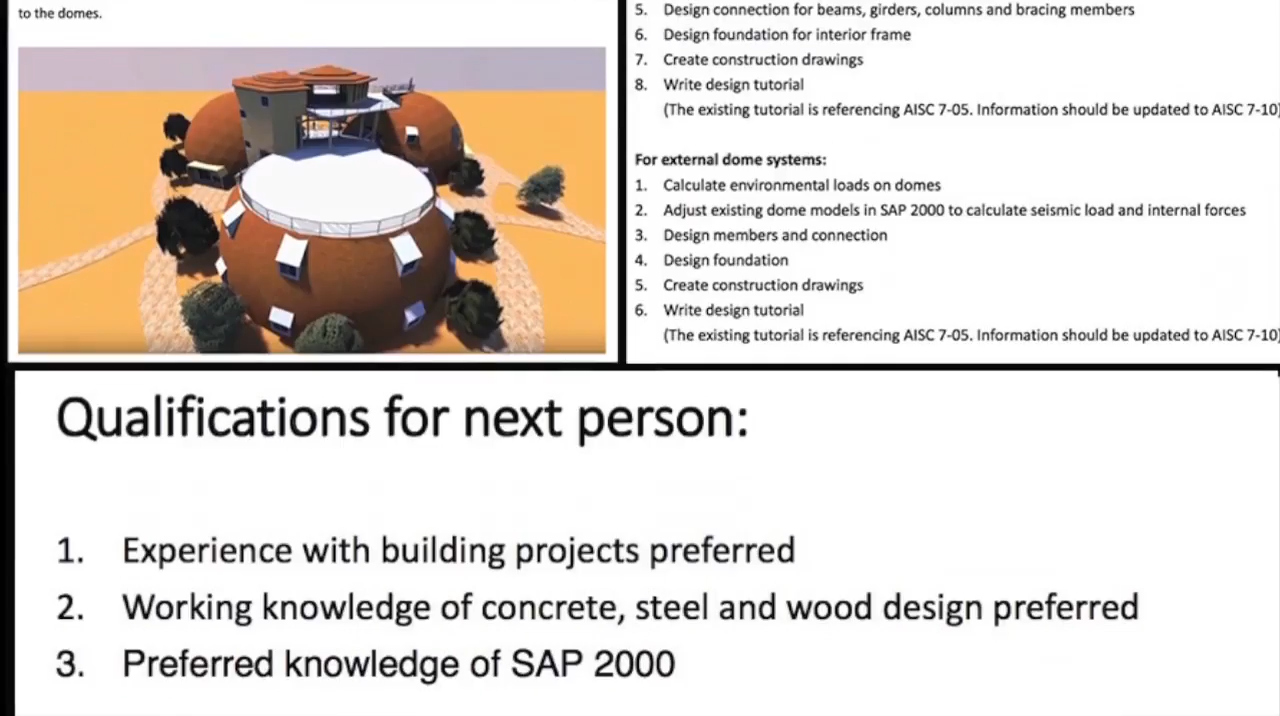 to the domes.
5. Design connection for beams, girders, columns and bracing members
6. Design foundation for interior frame
7. Create construction drawings
8. Write design tutorial
(The existing tutorial is referencing AISC 7-05. Information should be updated to AISC 7-10)
For external dome systems:
1. Calculate environmental loads on domes
2. Adjust existing dome models in SAP 2000 to calculate seismic load and internal forces
3. Design members and connection
4. Design foundation
5. Create construction drawings
6. Write design tutorial
(The existing tutorial is referencing AISC 7-05. Information should be updated to AISC 7-10)
Qualifications for next person:
1. Experience with building projects preferred
2. Working knowledge of concrete, steel and wood design preferred
3. Preferred knowledge of SAP 2000